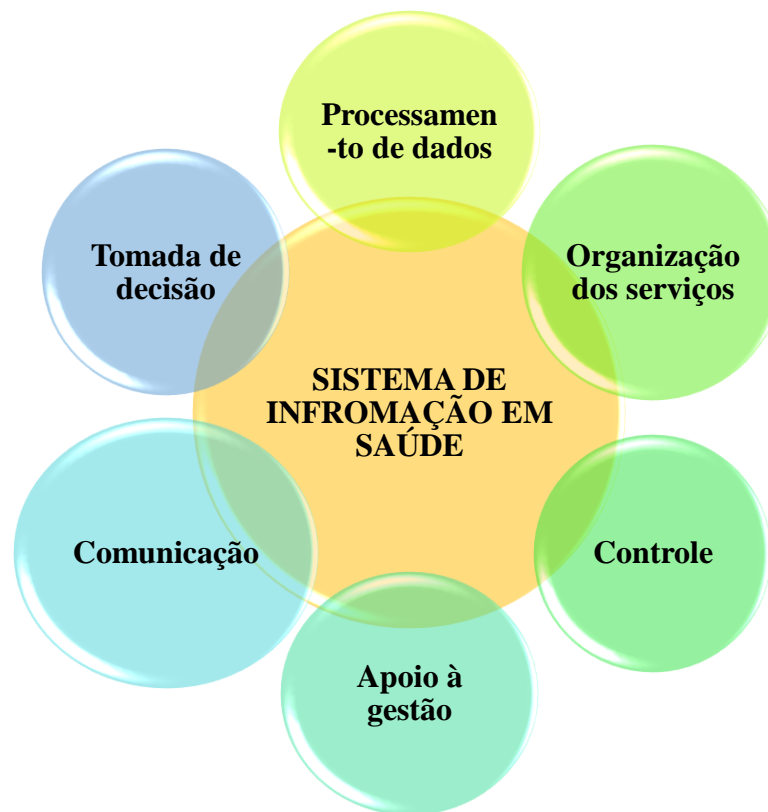 Processamen
-to de dados
Tomada de
decisão
Organização
dos serviços
SISTEMA DE
INFROMAÇÃO EM
SAÚDE
Comunicação
Controle
Apoio à
gestão